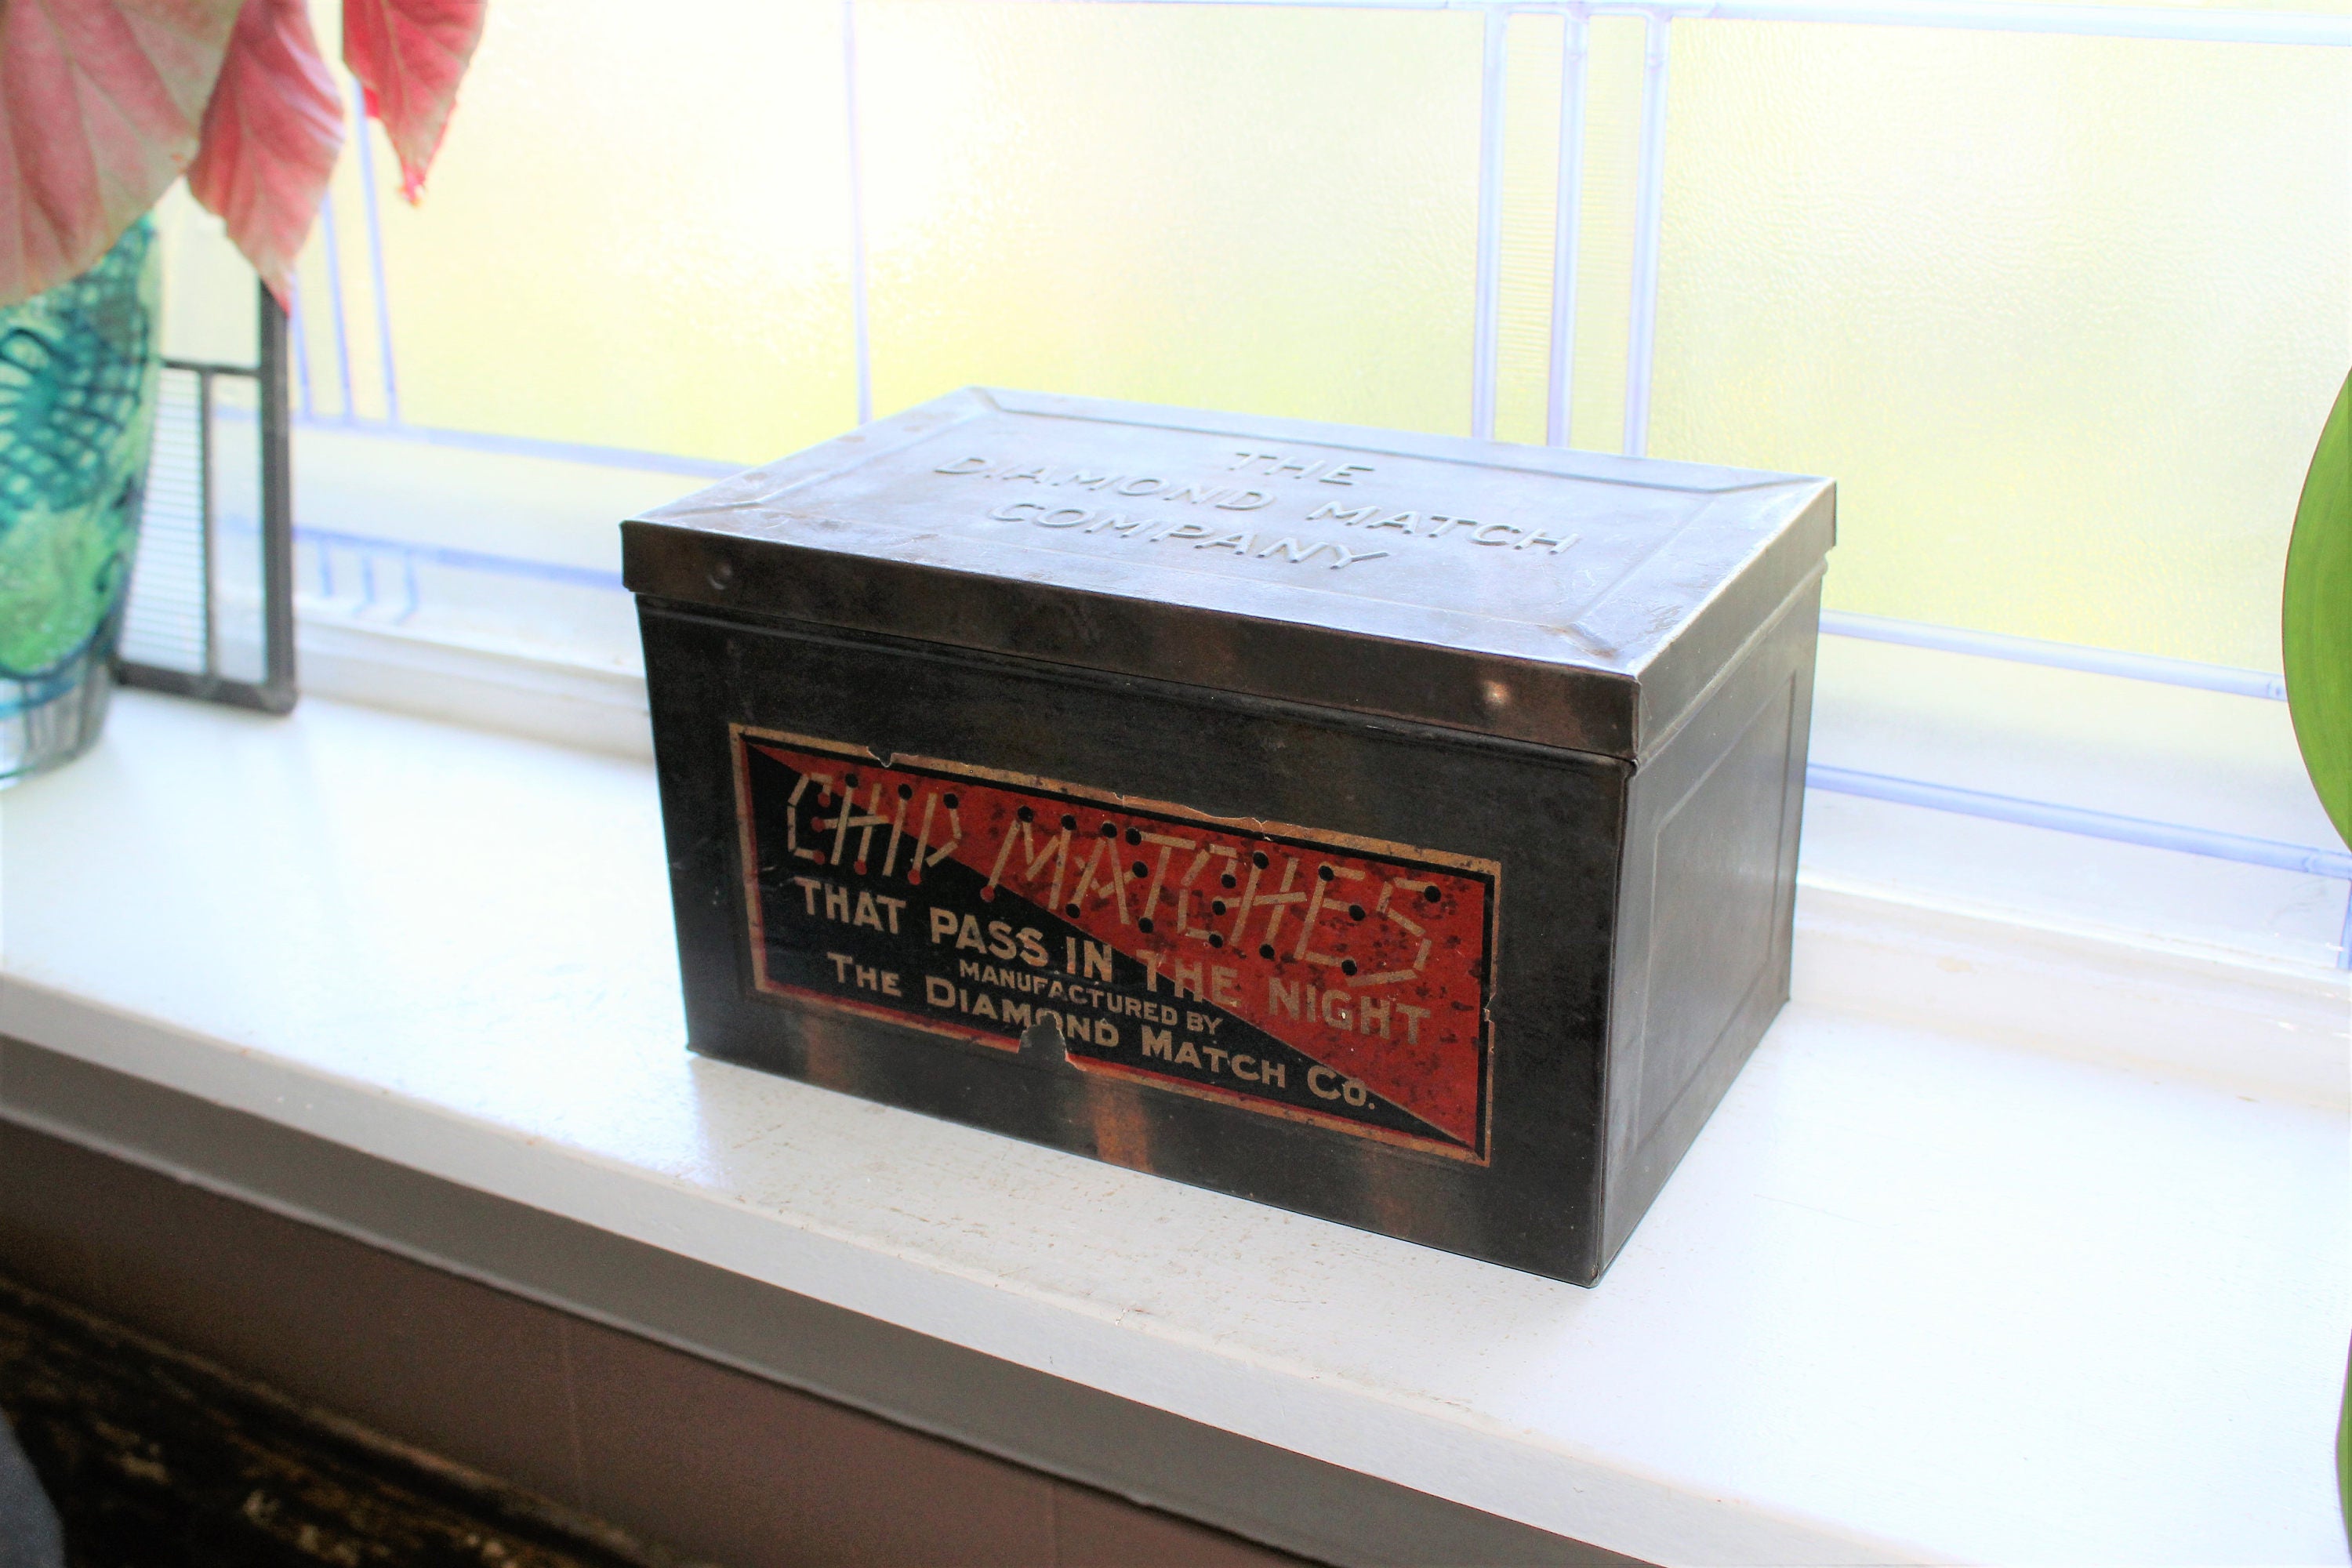 THE
DIAMOND MATCH
COMPANY
CHIP MATCHES
THAT PASS IN THE NIGHT
MANUFACTURED BY
THE DIAMOND MATCH CO.